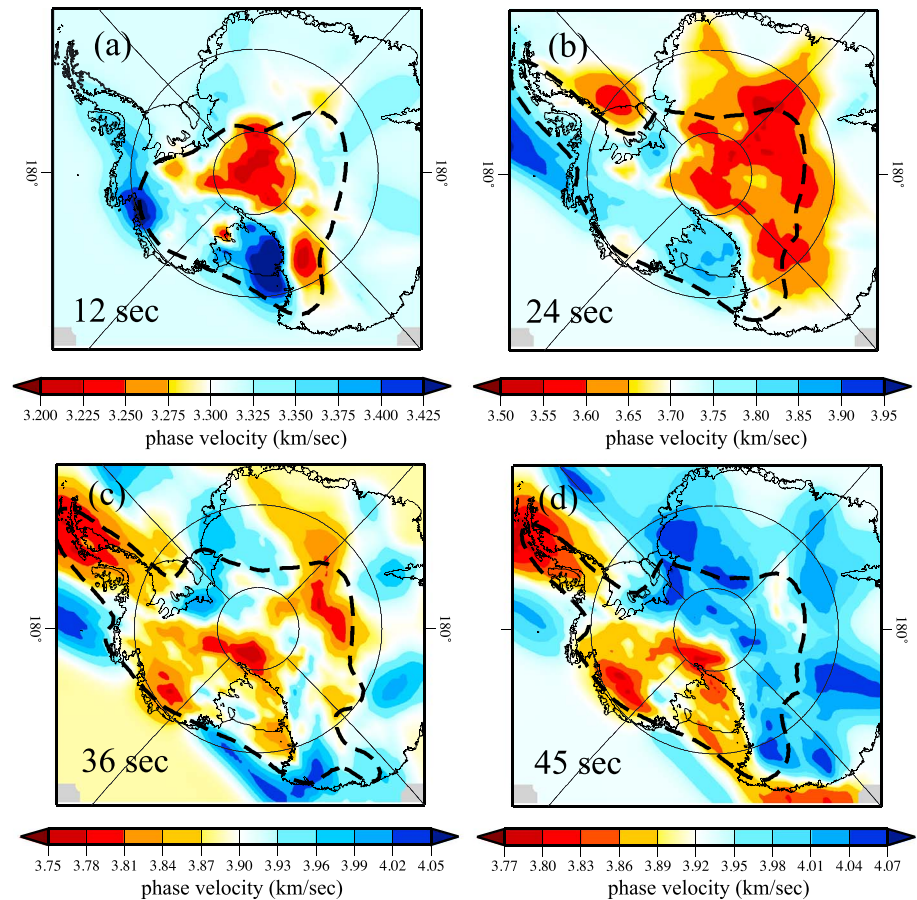 (a)
(b)
180°
180°
180°
180°
12 sec
24 sec
3.200 3.225 3.250 3.275 3.300 3.325 3.350 3.375 3.400 3.425
3.50 3.55 3.60 3.65 3.70 3.75 3.80 3.85 3.90 3.95
phase velocity (km/sec)
phase velocity (km/sec)
(c)
(d)
180°
180°
180°
36 sec
45 sec
3.75 3.78 3.81 3.84 3.87 3.90 3.93 3.96 3.99 4.02 4.05
3.77 3.80 3.83 3.86 3.89 3.92 3.95 3.98 4.01 4.04 4.07
phase velocity (km/sec)
phase velocity (km/sec)